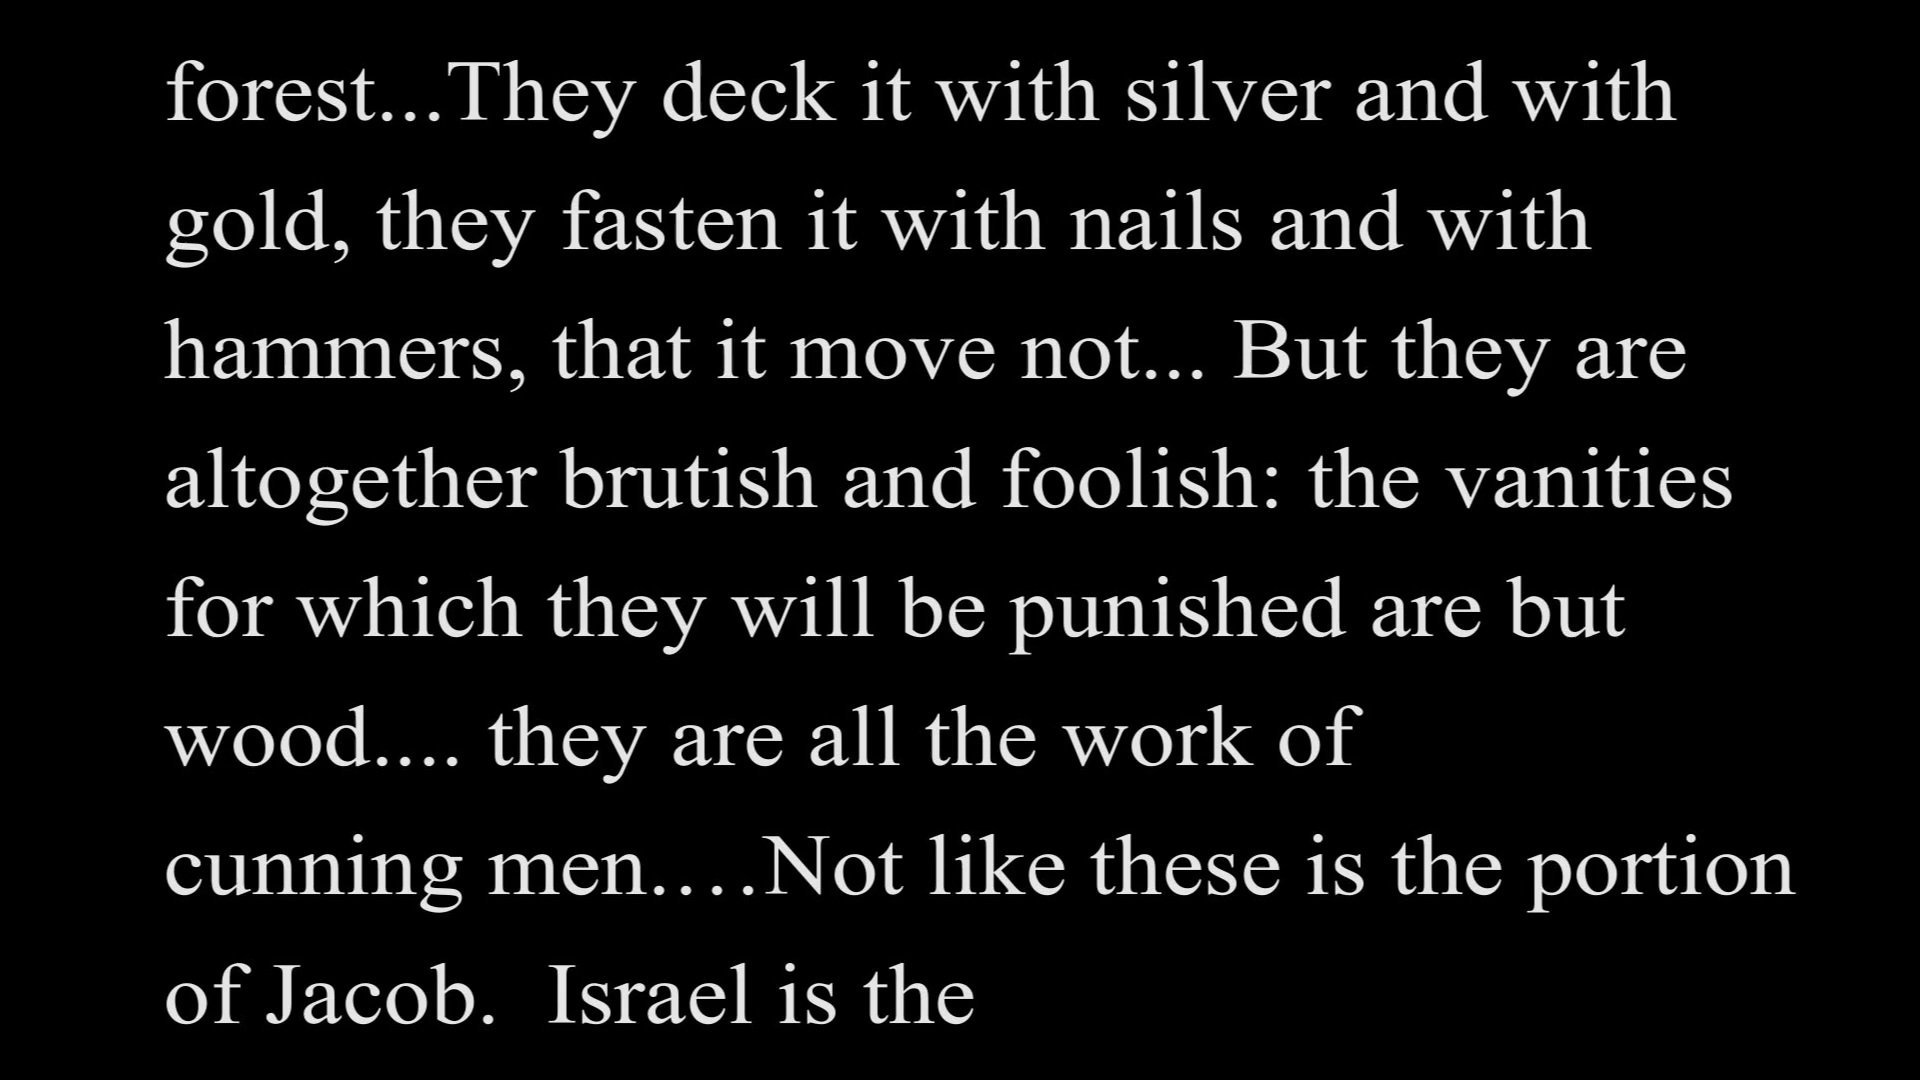 forest...They deck it with silver and with
gold, they fasten it with nails and with
hammers, that it move not... But they are
altogether brutish and foolish: the vanities
for which they will be punished are but
wood.... they are all the work of
cunning men.…Not like these is the portion
of Jacob.  Israel is the